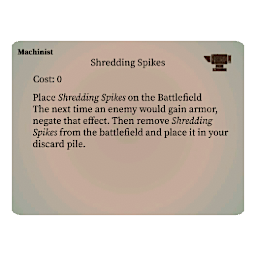 Machinist
Shredding Spikes
Cost: 0
Place Shredding Spikes on the Battlefield
The next time an enemy would gain armor,
negate that effect. Then remove Shredding
Spikes from the battlefield and place it in your
discard pile.